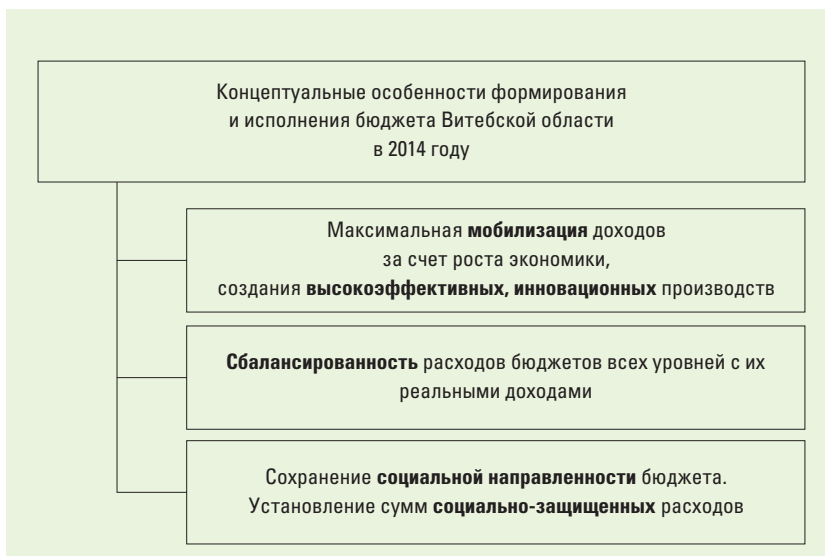 Концептуальные особенности формирования
и исполнения бюджета Витебской области
в 2014 году
Максимальная мобилизация доходов
за счет роста экономики,
создания высокоэффективных, инновационных производств
Сбалансированность расходов бюджетов всех уровней с их
реальными доходами
Сохранение социальной направленности бюджета.
Установление сумм социально-защищенных расходов